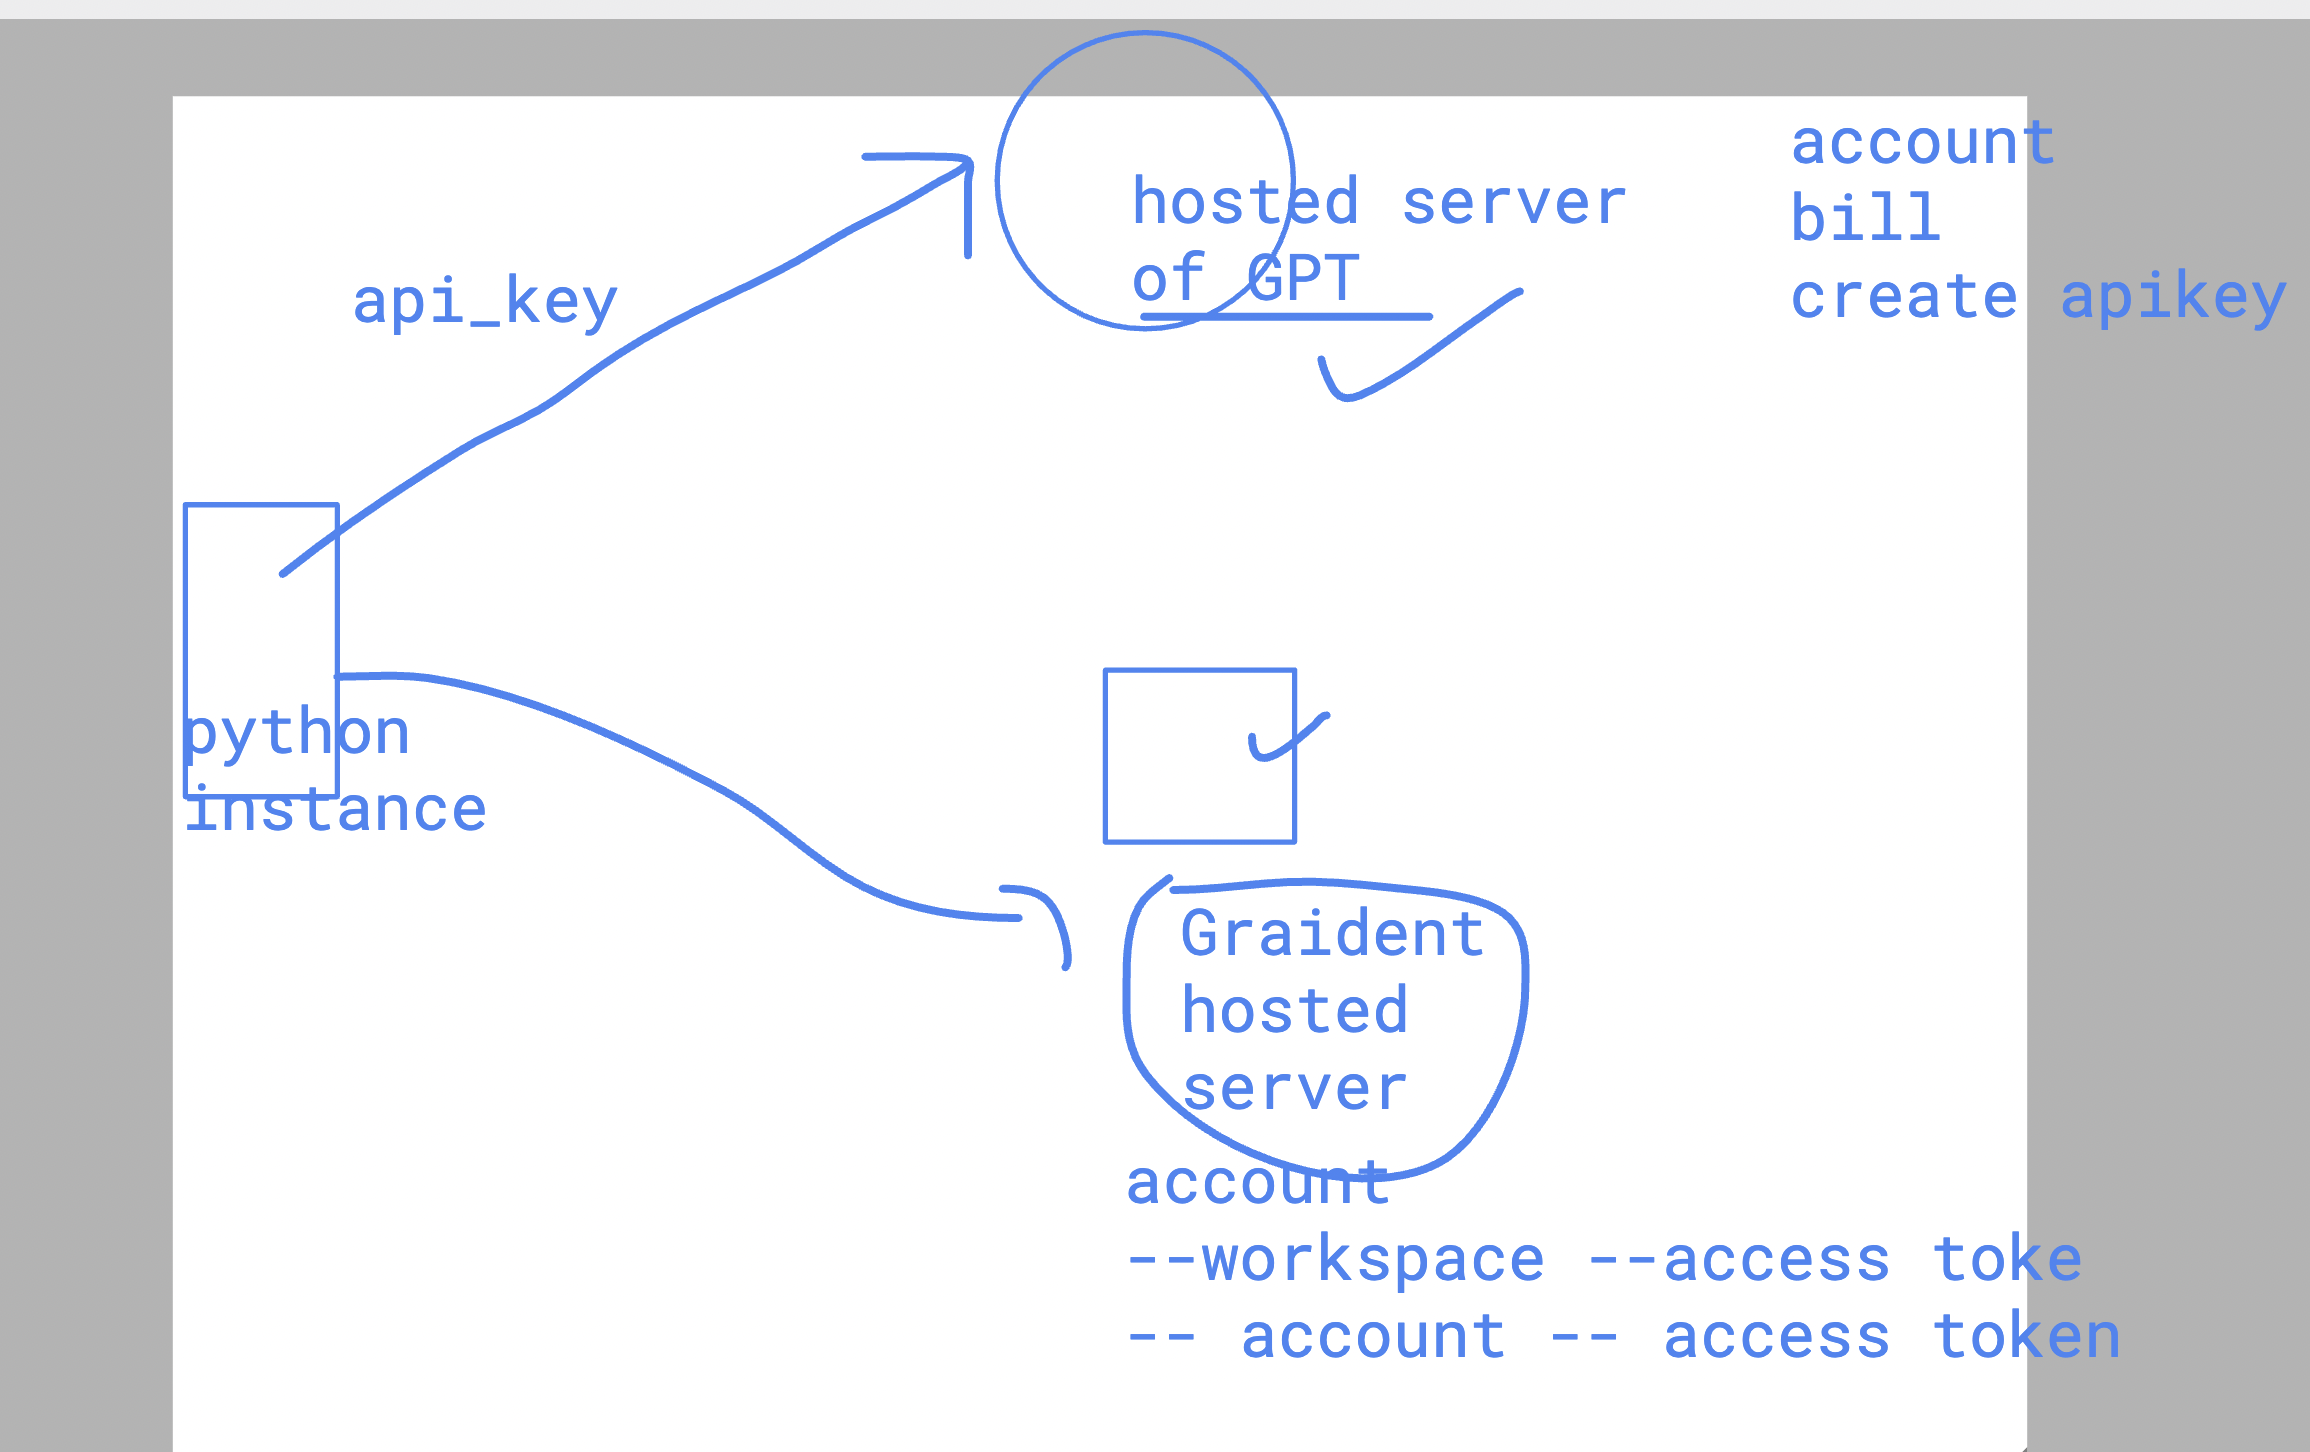 hosted server
of GPT
account
bill
create apikey
api_key
python
instance
Graident
hosted
server
account
--workspace --access toke
-- account -- access token